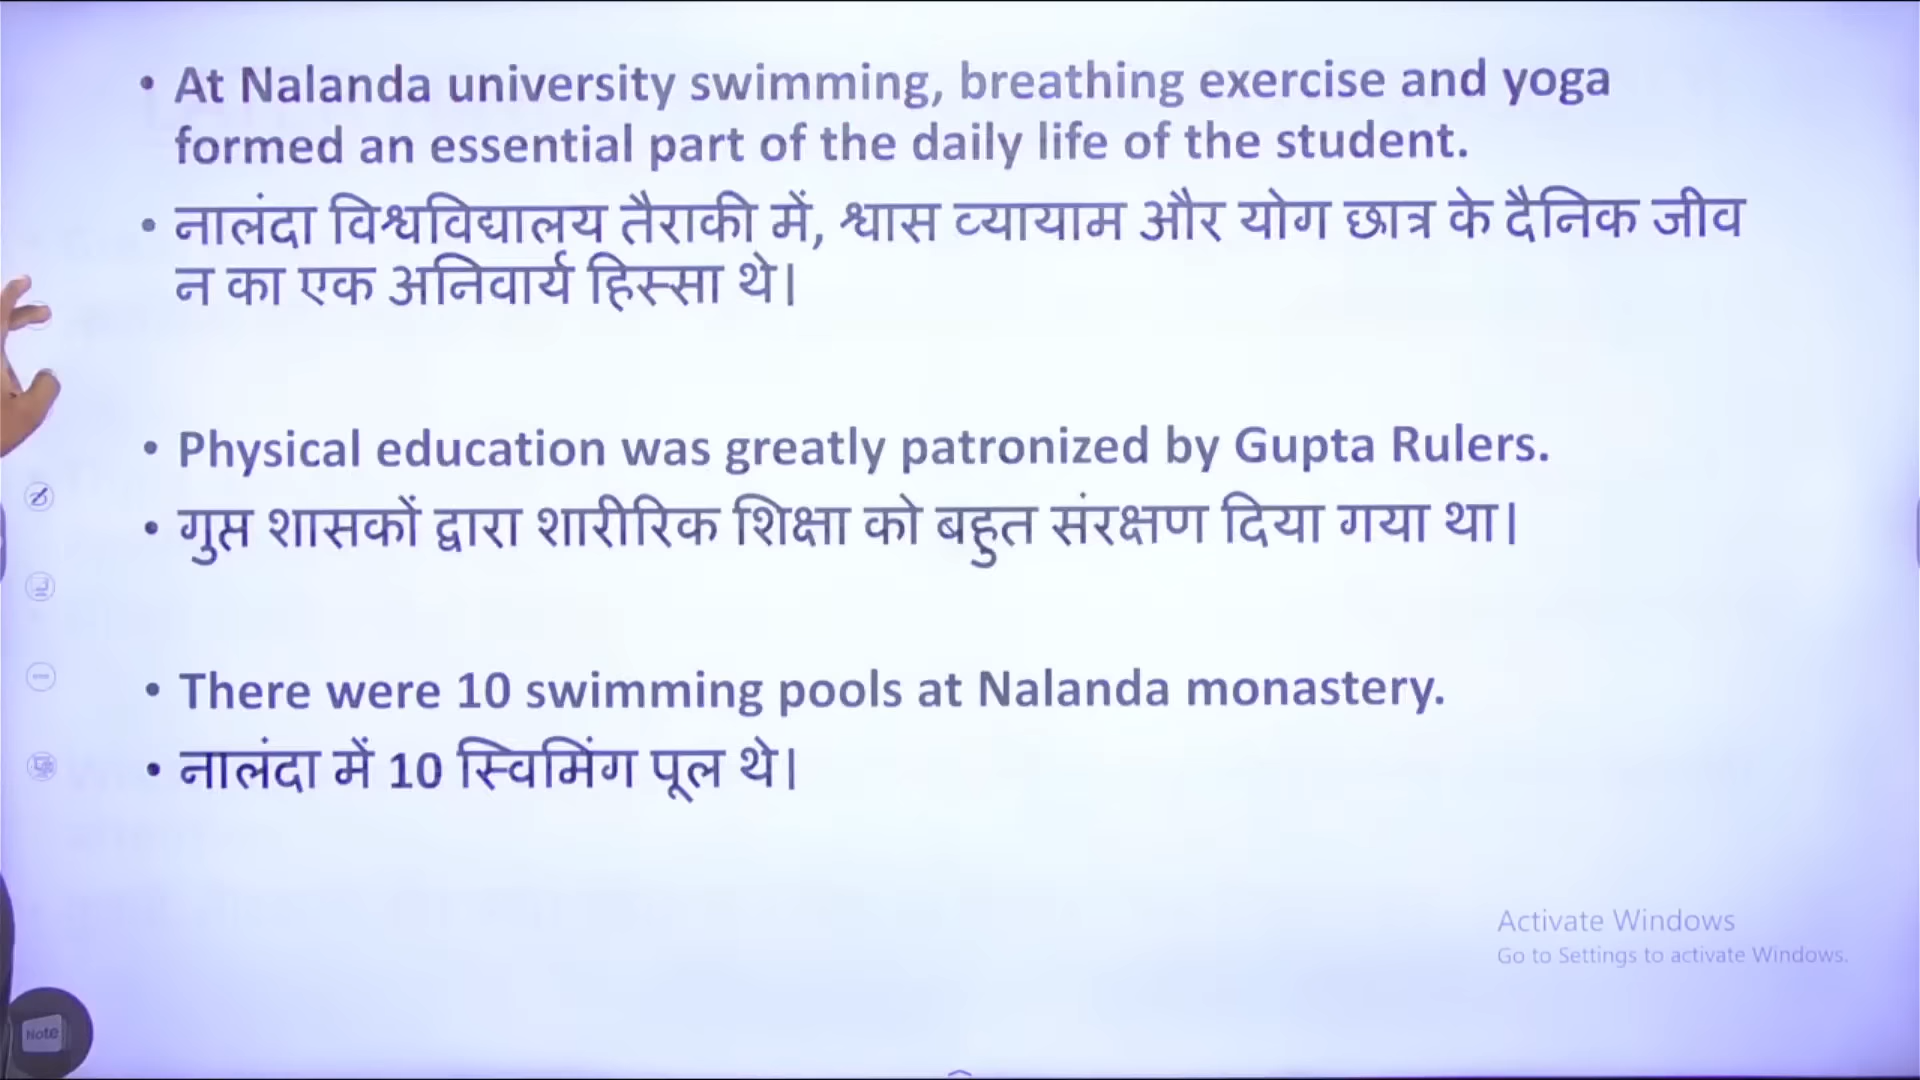 • At Nalanda university swimming, breathing exercise and yoga
formed an essential part of the daily life of the student.
• नालंदा विश्वविद्यालय तैराकी में, श्वास व्यायाम और योग छात्र के दैनिक जीव
न का एक अनिवार्य हिस्सा थे।
• Physical education was greatly patronized by Gupta Rulers.
• गुप्त शासकों द्वारा शारीरिक शिक्षा को बहुत संरक्षण दिया गया था।
• There were 10 swimming pools at Nalanda monastery.
• नालंदा में 10 स्विमिंग पूल थे।
Activate Windows
Go to Settings to activate Windows.
Note